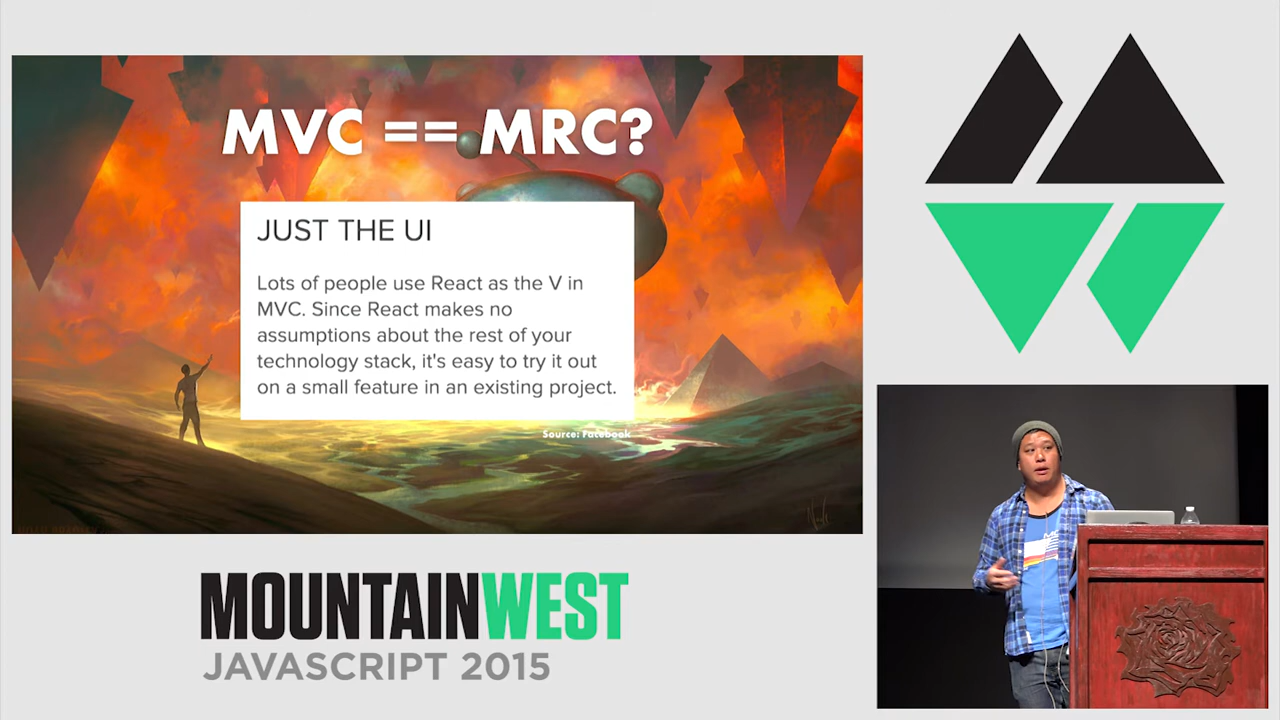 MVC == MRC?
JUST THE UI
Lots of people use React as the V in
MVC. Since React makes no
assumptions about the rest of your
technology stack, it's easy to try it out
on a small feature in an existing project.
Source: Facebook
MOUNTAINWEST
JAVASCRIPT 2015